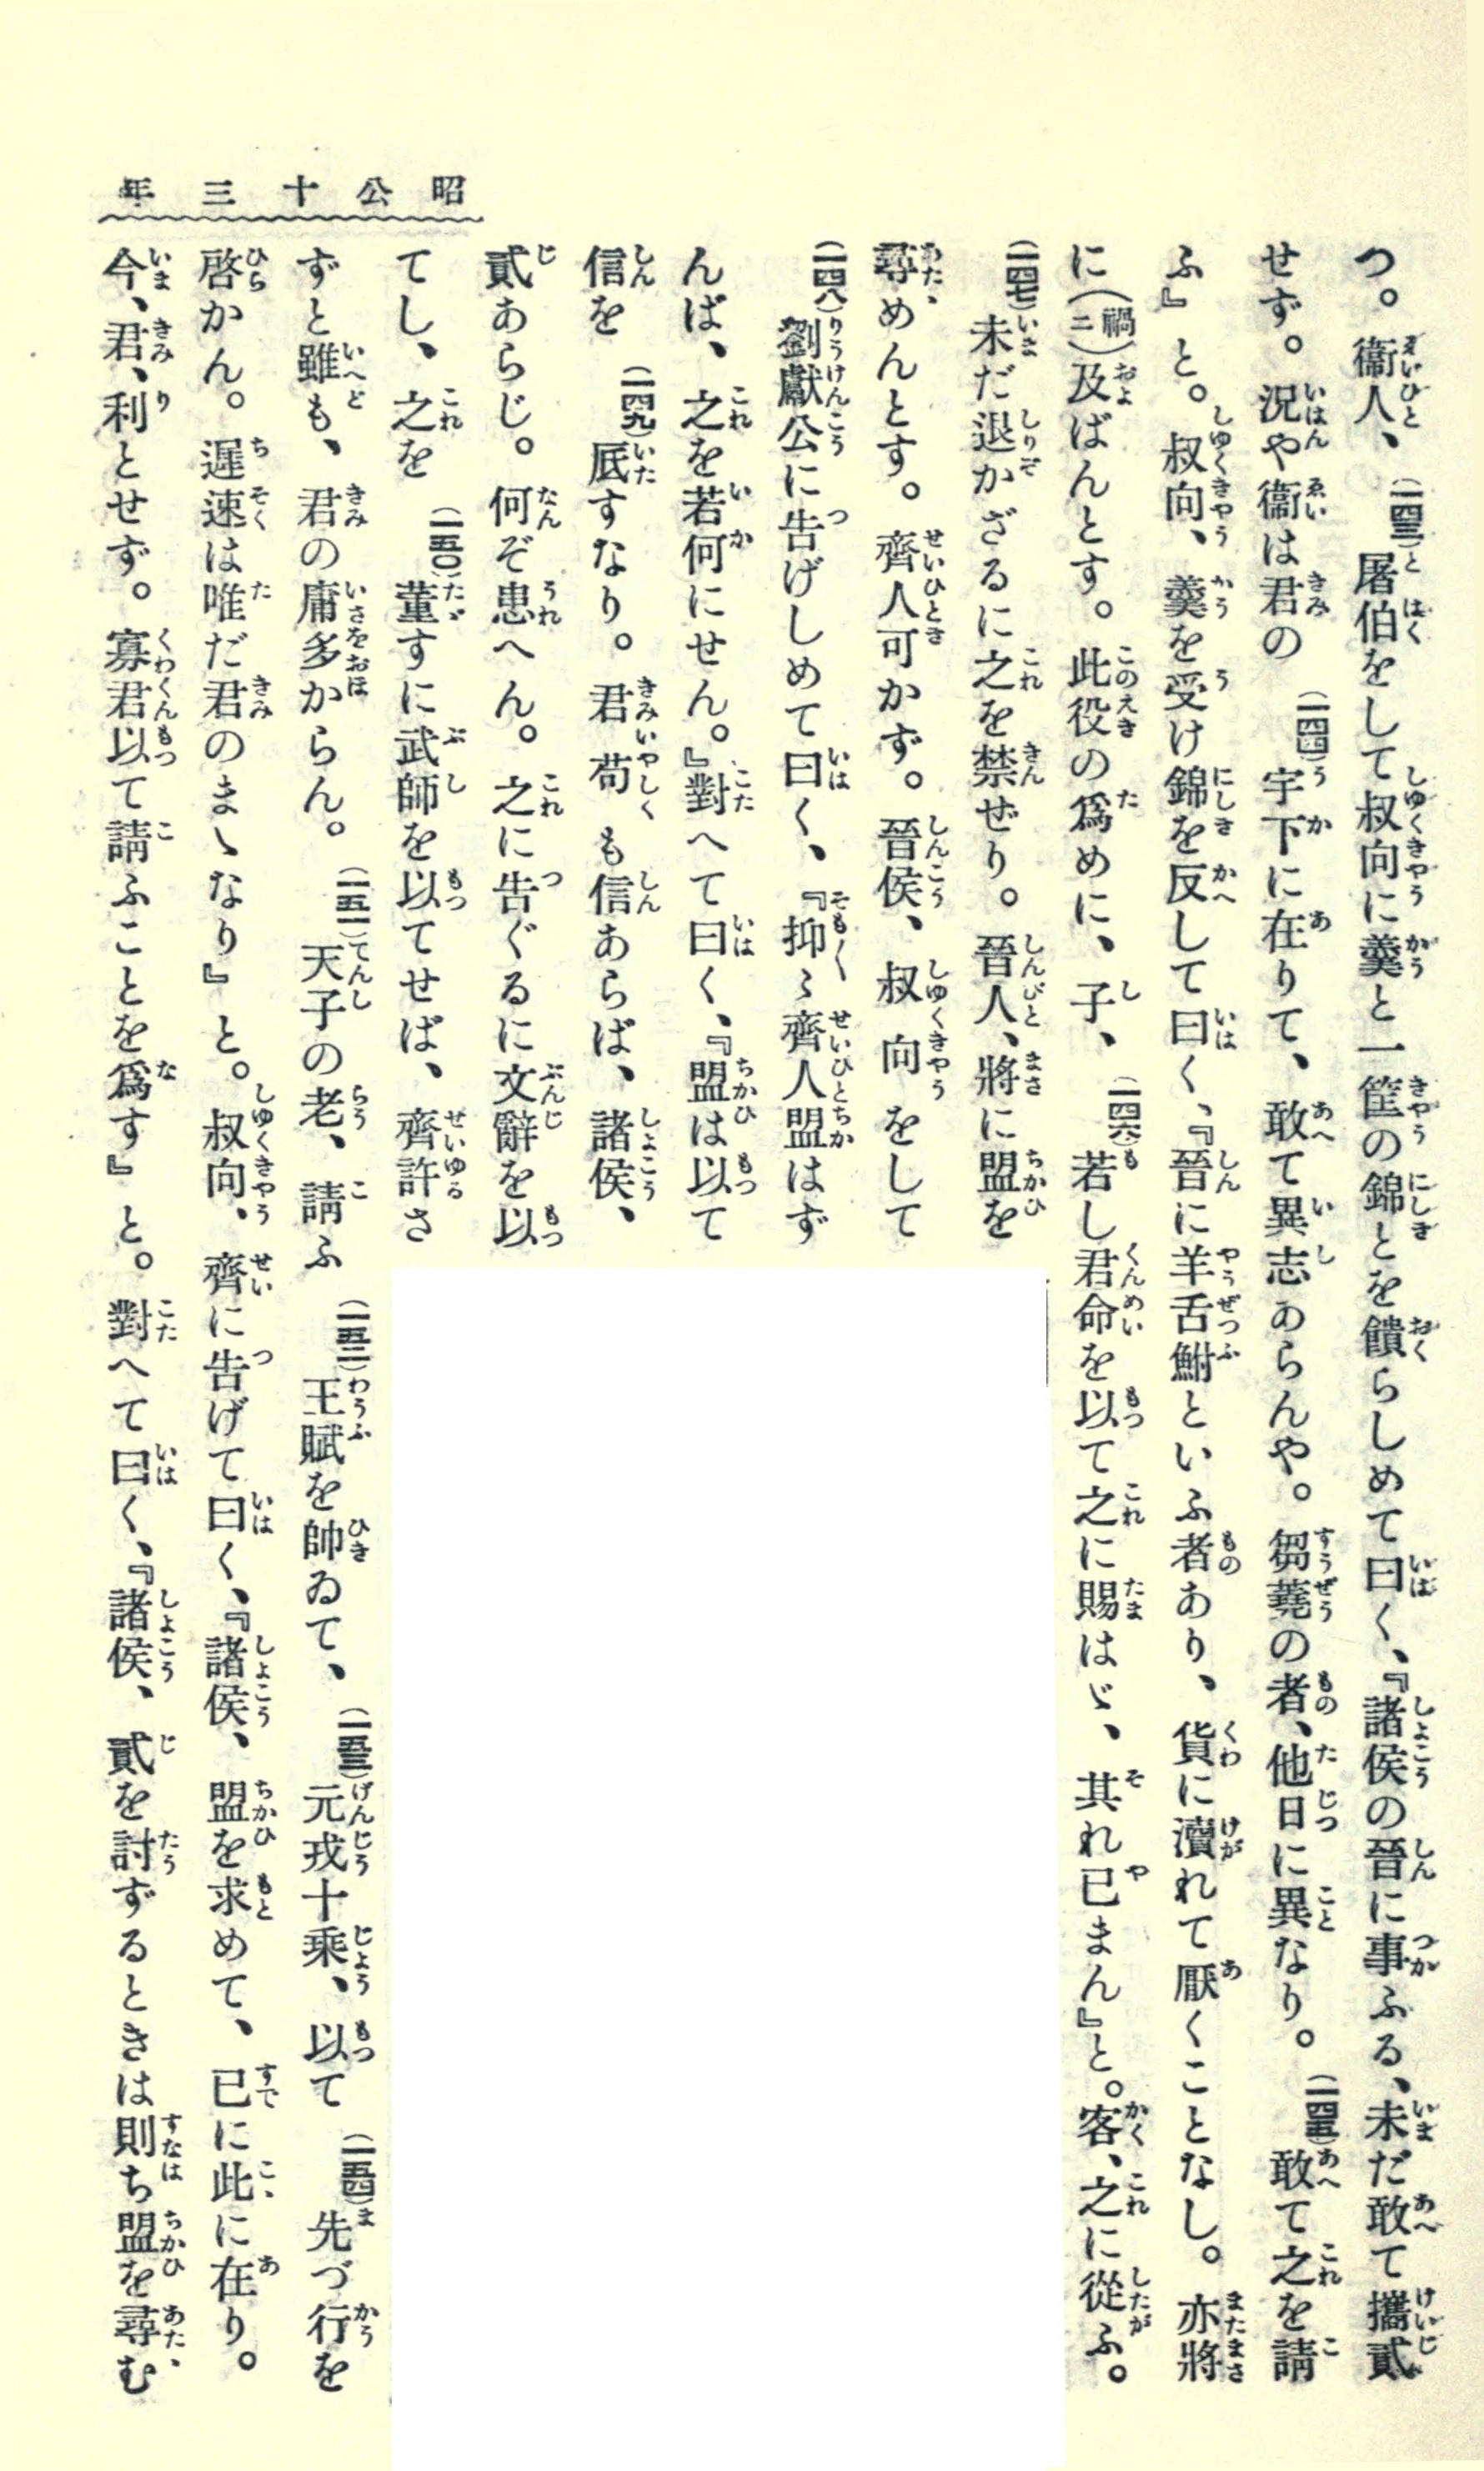 昭公十三年
つ。衞人、(一四三)屠伯をして叔向に羹と一筐の錦とを饋らしめて曰く、『諸侯の晉に事ふる、未だ敢て攜貳
せず。況や衞は君の(一四四)宇下に在りて、敢て異志あらんや。芻蕘の者、他日に異なり。(一四五)敢て之を請
ふ』と。叔向、羹を受け錦を反して曰く、『晉に羊舌鮒といふ者あり、貨に瀆れて厭くことなし。亦將
に(禍二)及ばんとす。此役の爲めに、子、(一四六)若し君命を以て之に賜はゞ、其れ已まん』と。客、之に從ふ。
(一四七)未だ退かざるに之を禁ぜり。晉人、將に盟を
尋めんとす。齊人可かず。晉侯、叔向をして
(一四八)劉獻公に告げしめて曰く、『抑〻齊人盟はず
んば、之を若何にせん。』對へて曰く、『盟は以て
信を(一四九)底すなり。君苟も信あらば、諸侯、
貳あらじ。何ぞ患へん。之に告ぐるに文辭を以
てし、之を(一五〇)董すに武師を以てせば、齊許さ
ずと雖も、君の庸多からん。(一五一)天子の老、請ふ(一五二)王賦を帥ゐて、(一五三)元戎十乘、以て(一五四)先づ行を
啓かん。遲速は唯だ君のまゝなり』と。叔向、齊に告げて曰く、『諸侯、盟を求めて、已に此に在り。
今、君、利とせず。寡君以て請ふことを爲す』と。對へて曰く、『諸侯、貳を討ずるときは則ち盟を尋む